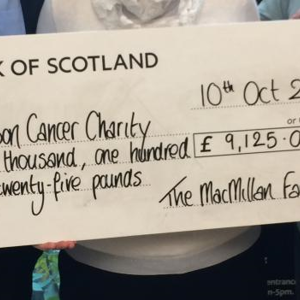 K OF SCOTLAND
10th Oct 2
on Cancer Charity
thousand, one hundred
£ 9,125.0
twenty-five pounds
The MacMillan Fa